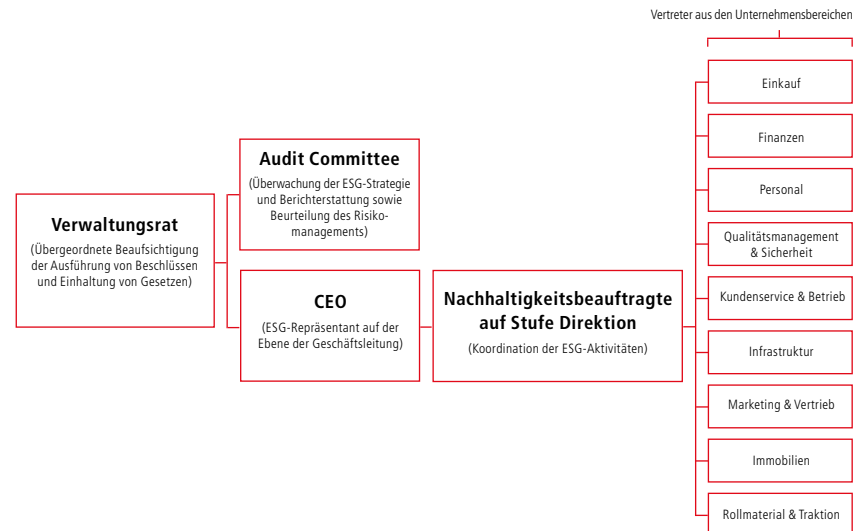 Vertreter aus den Unternehmensbereichen
Verwaltungsrat
(Übergeordnete Beaufsichtigung
der Ausführung von Beschlüssen
und Einhaltung von Gesetzen)
Audit Committee
(Überwachung der ESG-Strategie
und Berichterstattung sowie
Beurteilung des Risiko-
managements)
CEO
(ESG-Repräsentant auf der
Ebene der Geschäftsleitung)
Nachhaltigkeitsbeauftragte
auf Stufe Direktion
(Koordination der ESG-Aktivitäten)
Einkauf
Finanzen
Personal
Qualitätsmanagement
& Sicherheit
Kundenservice & Betrieb
Infrastruktur
Marketing & Vertrieb
Immobilien
Rollmaterial & Traktion